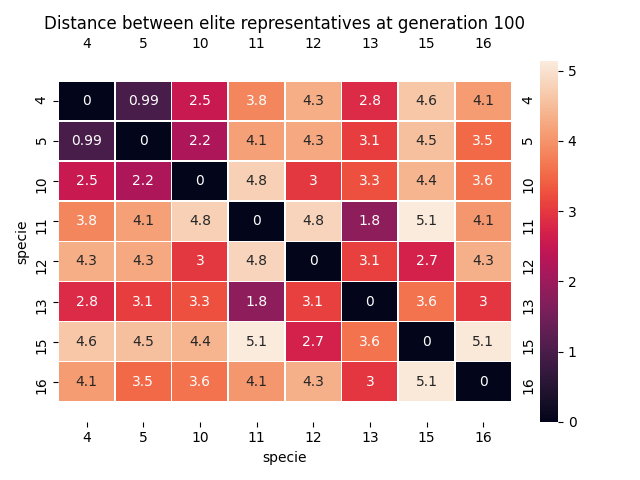 Distance between elite representatives at generation 100
4 5 10 11 12 13 15 16
4 0 0.99 2.5 3.8 4.3 2.8 4.6 4.1 4
5 0.99 0 2.2 4.1 4.3 3.1 4.5 3.5 5
10 2.5 2.2 0 4.8 3 3.3 4.4 3.6 10
11 3.8 4.1 4.8 0 4.8 1.8 5.1 4.1 11
12 4.3 4.3 3 4.8 0 3.1 2.7 4.3 12
13 2.8 3.1 3.3 1.8 3.1 0 3.6 3 13
15 4.6 4.5 4.4 5.1 2.7 3.6 0 5.1 15
16 4.1 3.5 3.6 4.1 4.3 3 5.1 0 16
4 5 10 11 12 13 15 16
specie
specie
5
4
3
2
1
0